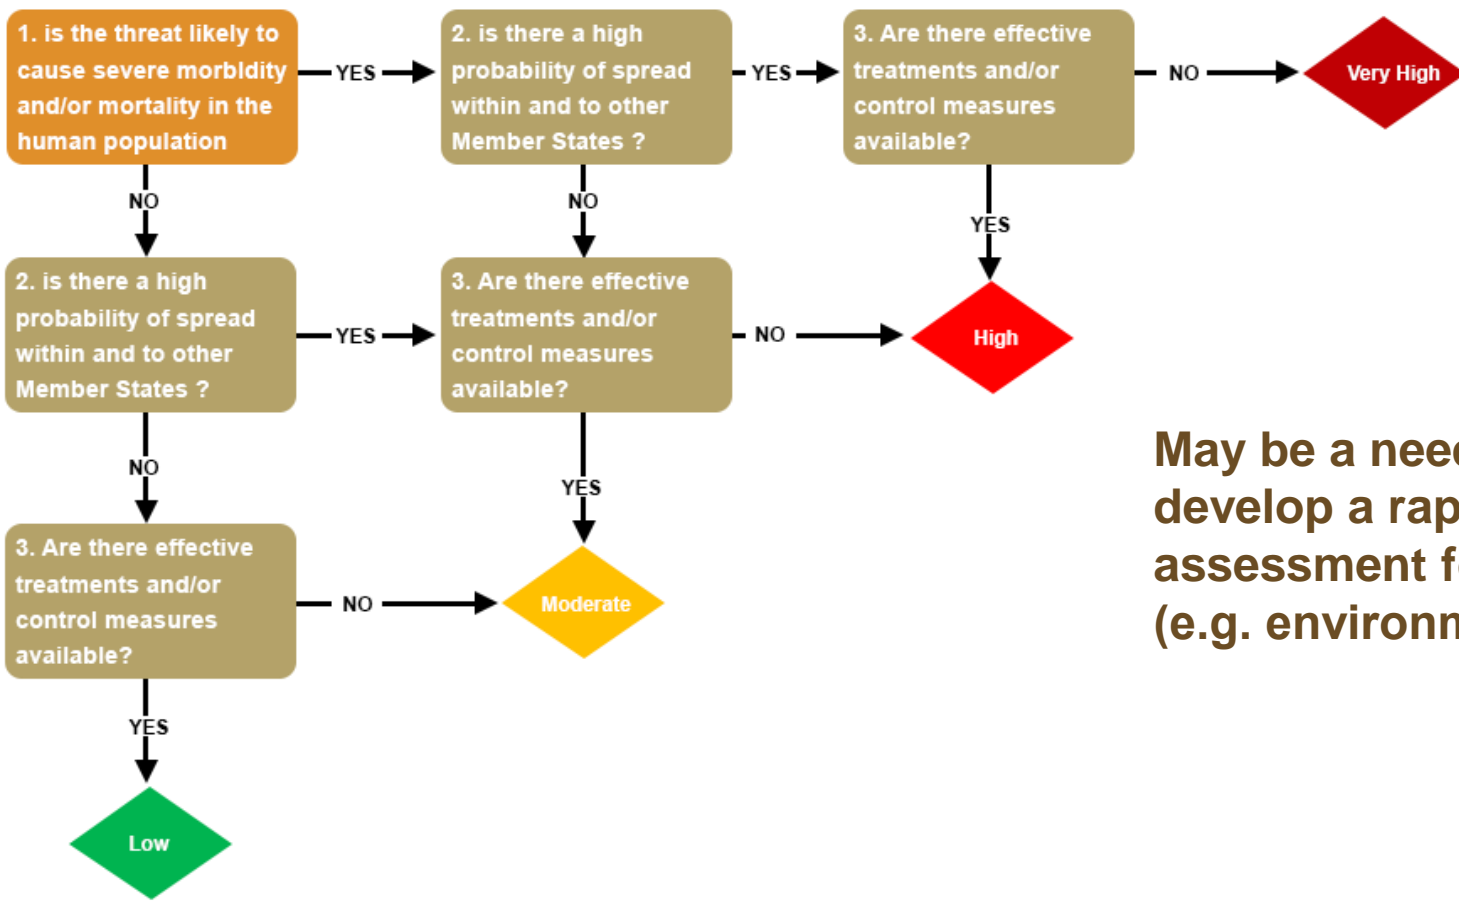 1. is the threat likely to
cause severe morbIdity
and/or mortality in the
human population
YES
2. is there a high
probability of spread
within and to other
Member States ?
YES
3. Are there effective
treatments and/or
control measures
available?
NO
Very High
NO
NO
YES
2. is there a high
probability of spread
within and to other
Member States ?
YES
3. Are there effective
treatments and/or
control measures
available?
NO
High
NO
YES
May be a
develop a
assessment
(e.g.
3. Are there effective
treatments and/or
control measures
available?
NO
Moderate
YES
Low